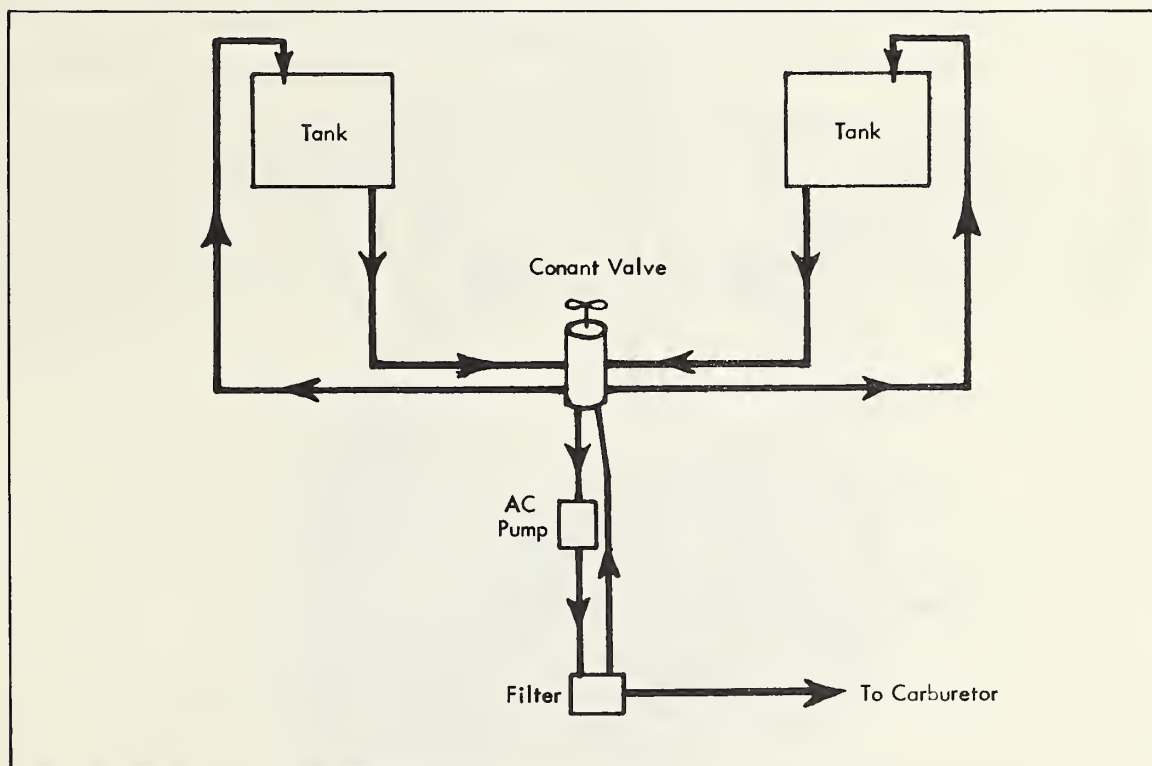 Tank
Tank
Conant Valve
AC
Pump
Filter
To Carburetor